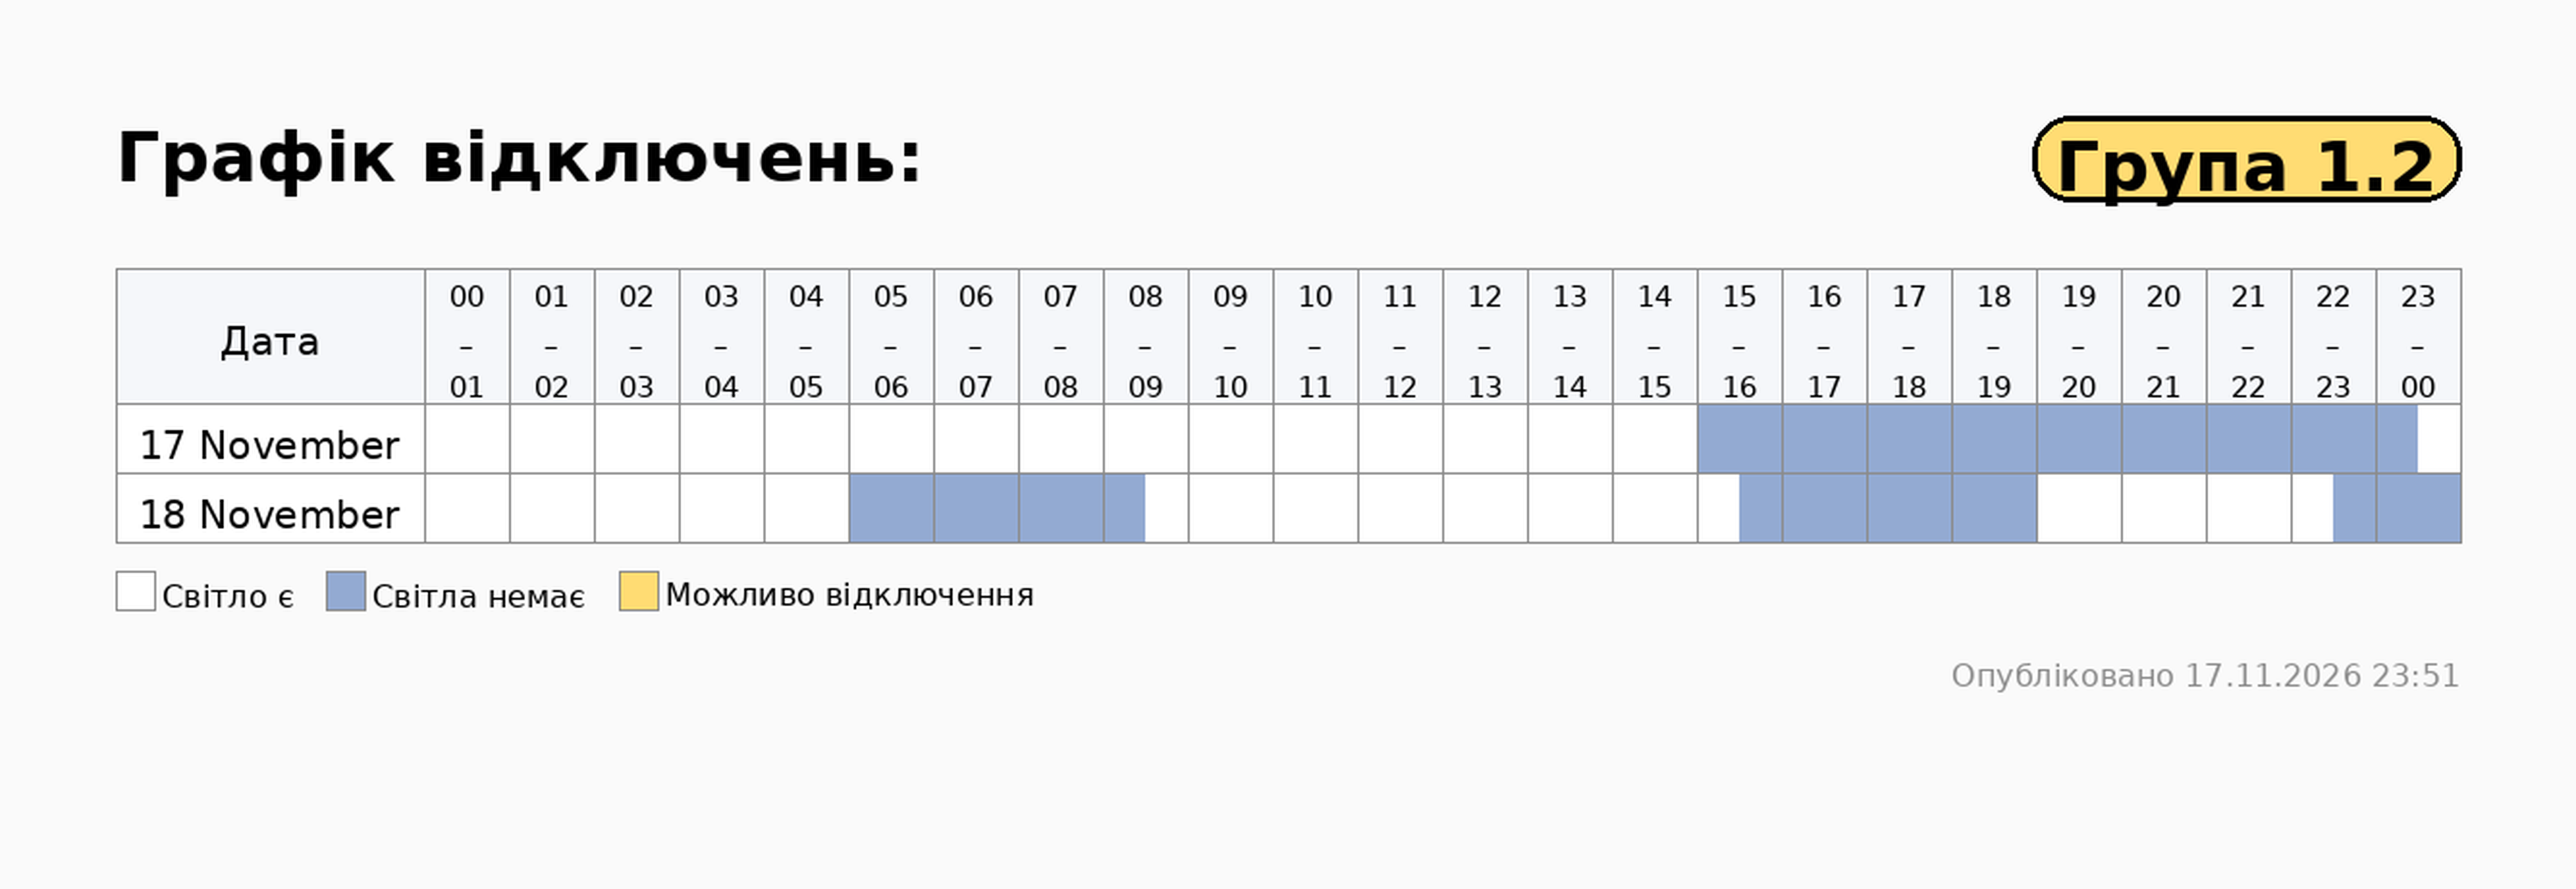 Графік відключень:
Група 1.2
Дата
00 – 01
01 – 02
02 – 03
03 – 04
04 – 05
05 – 06
06 – 07
07 – 08
08 – 09
09 – 10
10 – 11
11 – 12
12 – 13
13 – 14
14 – 15
15 – 16
16 – 17
17 – 18
18 – 19
19 – 20
20 – 21
21 – 22
22 – 23
23 – 00
17 November
18 November
Світло є
Світла немає
Можливо відключення
Опубліковано 17.11.2026 23:51